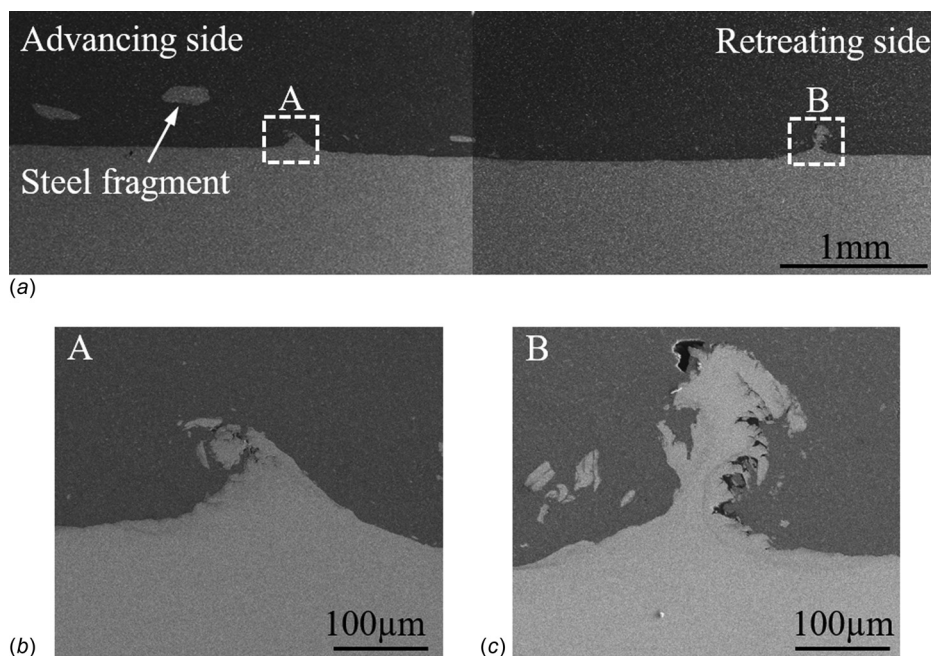 Advancing side
Retreating side
A
B
Steel fragment
1mm
(a)
A
B
100µm
100µm
(b)
(c)